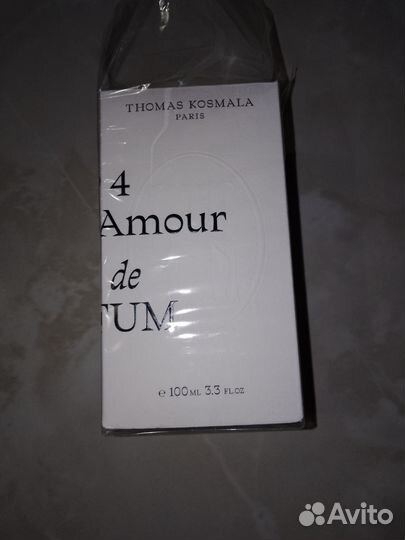 THOMAS KOSMALA
PARIS
4
Amour
de
TUM
e 100 ML 3.3 FL OZ
Avito